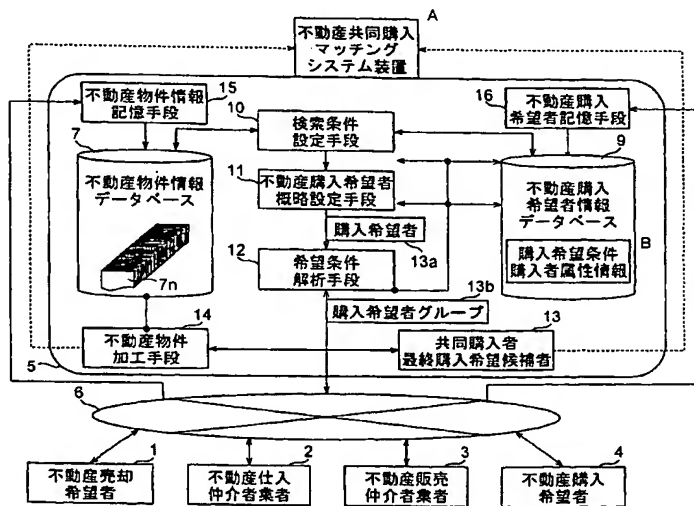 A
不動産共同購入
マッチング
システム装置
15
不動産物件情報
記憶手段
10
検索条件
設定手段
16
不動産購入
希望者記憶手段
7
不動産物件情報
データベース
7n
11
不動産購入希望者
概略設定手段
購入希望者
13a
12
希望条件
解析手段
9
不動産購入
希望者情報
データベース
B
購入希望条件
購入者属性情報
13b
購入希望者グループ
14
不動産物件
加工手段
13
共同購入者
最終購入希望候補者
5
6
1
不動産売却
希望者
2
不動産仕入
仲介者業者
3
不動産販売
仲介者業者
4
不動産購入
希望者